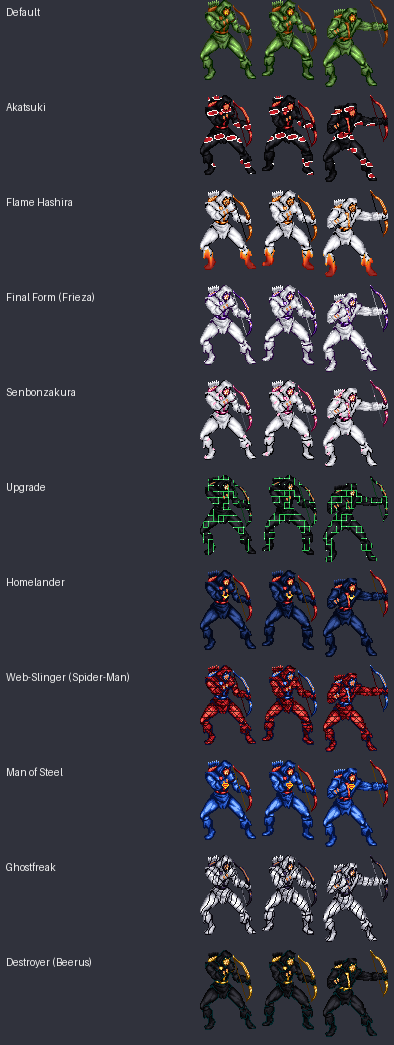 Default
Akatsuki
Flame Hashira
Final Form (Frieza)
Senbonzakura
Upgrade
Homelander
Web-Slinger (Spider-Man)
Man of Steel
Ghostfreak
Destroyer (Beerus)